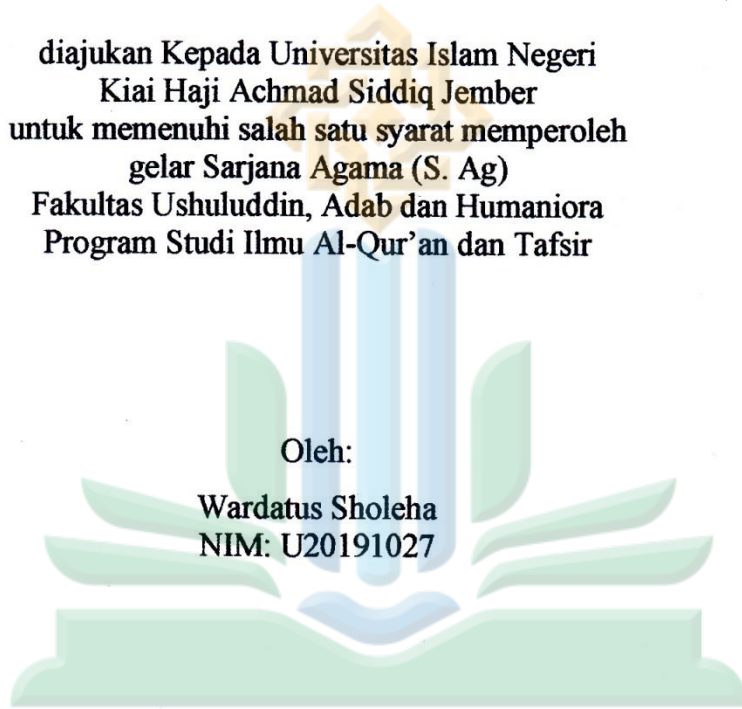 diajukan Kepada Universitas Islam Negeri
Kiai Haji Achmad Siddiq Jember
untuk memenuhi salah satu syarat memperoleh
gelar Sarjana Agama (S. Ag)
Fakultas Ushuluddin, Adab dan Humaniora
Program Studi Ilmu Al-Qur’an dan Tafsir
Oleh:
Wardatus Sholeha
NIM: U20191027